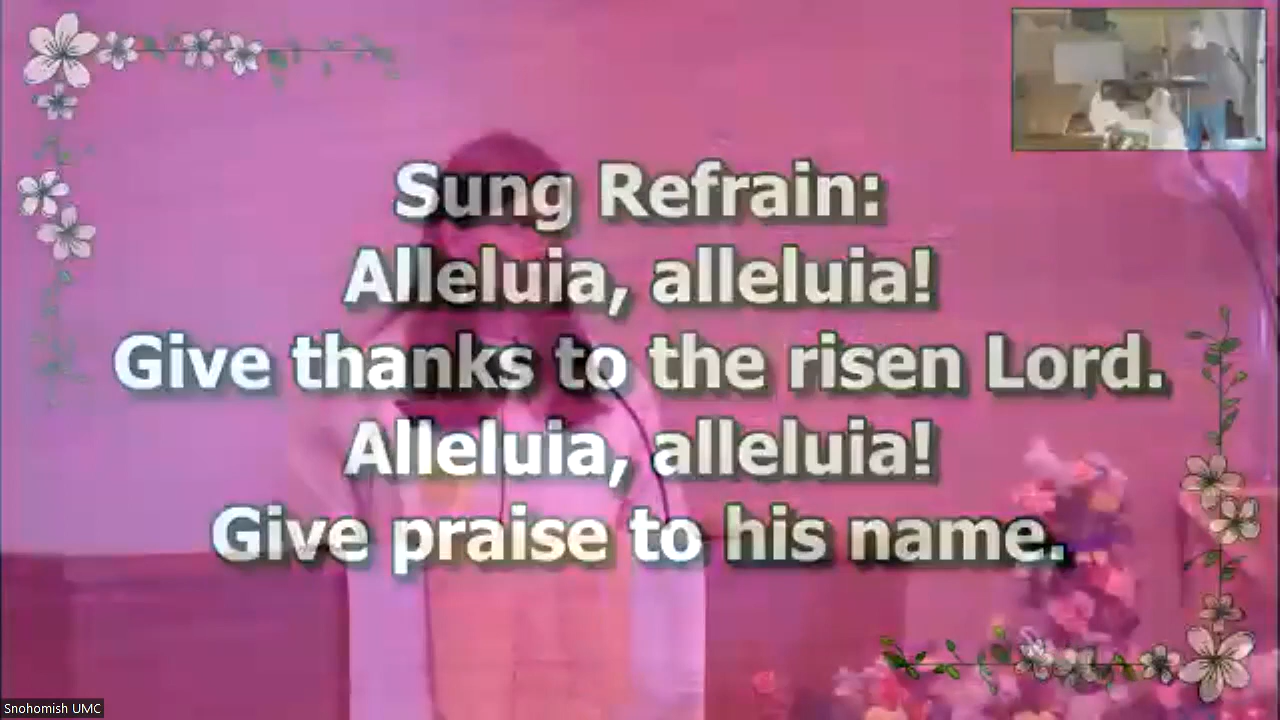 Sung Refrain:
Alleluia, alleluia!
Give thanks to the risen Lord.
Alleluia, alleluia!
Give praise to his name.
Snohomish UMC